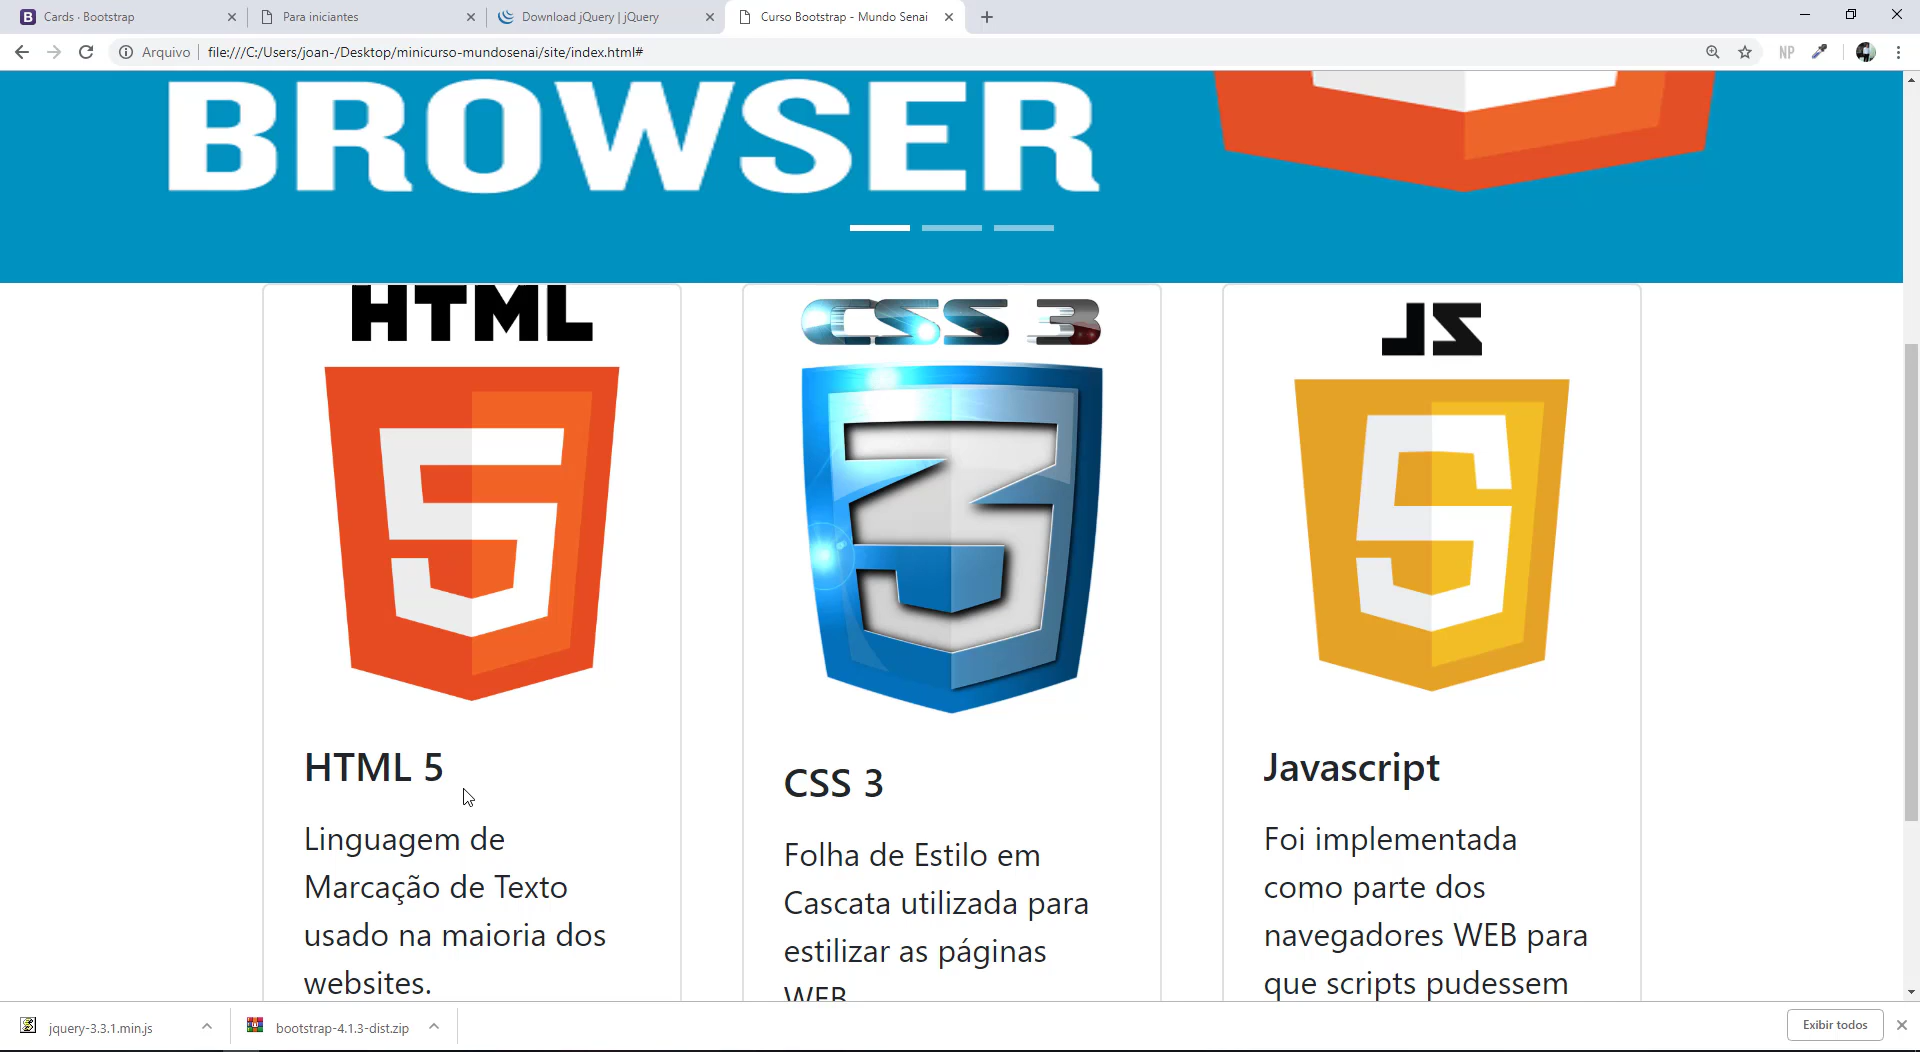 Cards · Bootstrap
Para iniciantes
Download jQuery | jQuery
Curso Bootstrap - Mundo Senai
Arquivo
file:///C:/Users/joan-/Desktop/minicurso-mundosenai/site/index.html#
NP
BROWSER
HTML
CSS 3
JS
HTML 5
Linguagem de
Marcação de Texto
usado na maioria dos
websites.
CSS 3
Folha de Estilo em
Cascata utilizada para
estilizar as páginas
WEB
Javascript
Foi implementada
como parte dos
navegadores WEB para
que scripts pudessem
jquery-3.3.1.min.js
bootstrap-4.1.3-dist.zip
Exibir todos